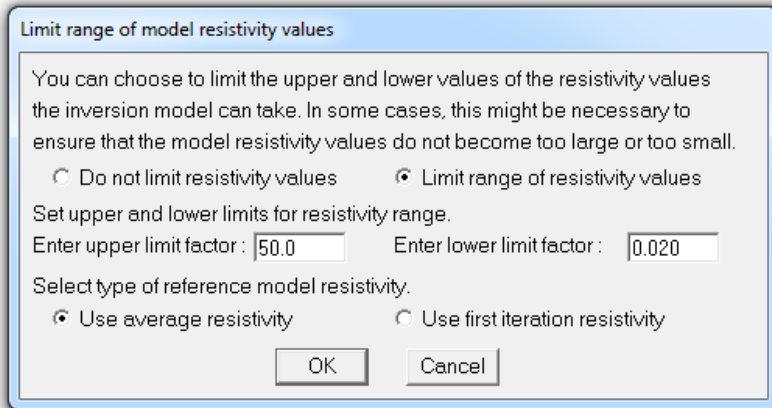 Limit range of model resistivity values
You can choose to limit the upper and lower values of the resistivity values
the inversion model can take. In some cases, this might be necessary to
ensure that the model resistivity values do not become too large or too small.
Do not limit resistivity values Limit range of resistivity values
Set upper and lower limits for resistivity range.
Enter upper limit factor : 50.0 Enter lower limit factor : 0.020
Select type of reference model resistivity.
Use average resistivity Use first iteration resistivity
OK Cancel